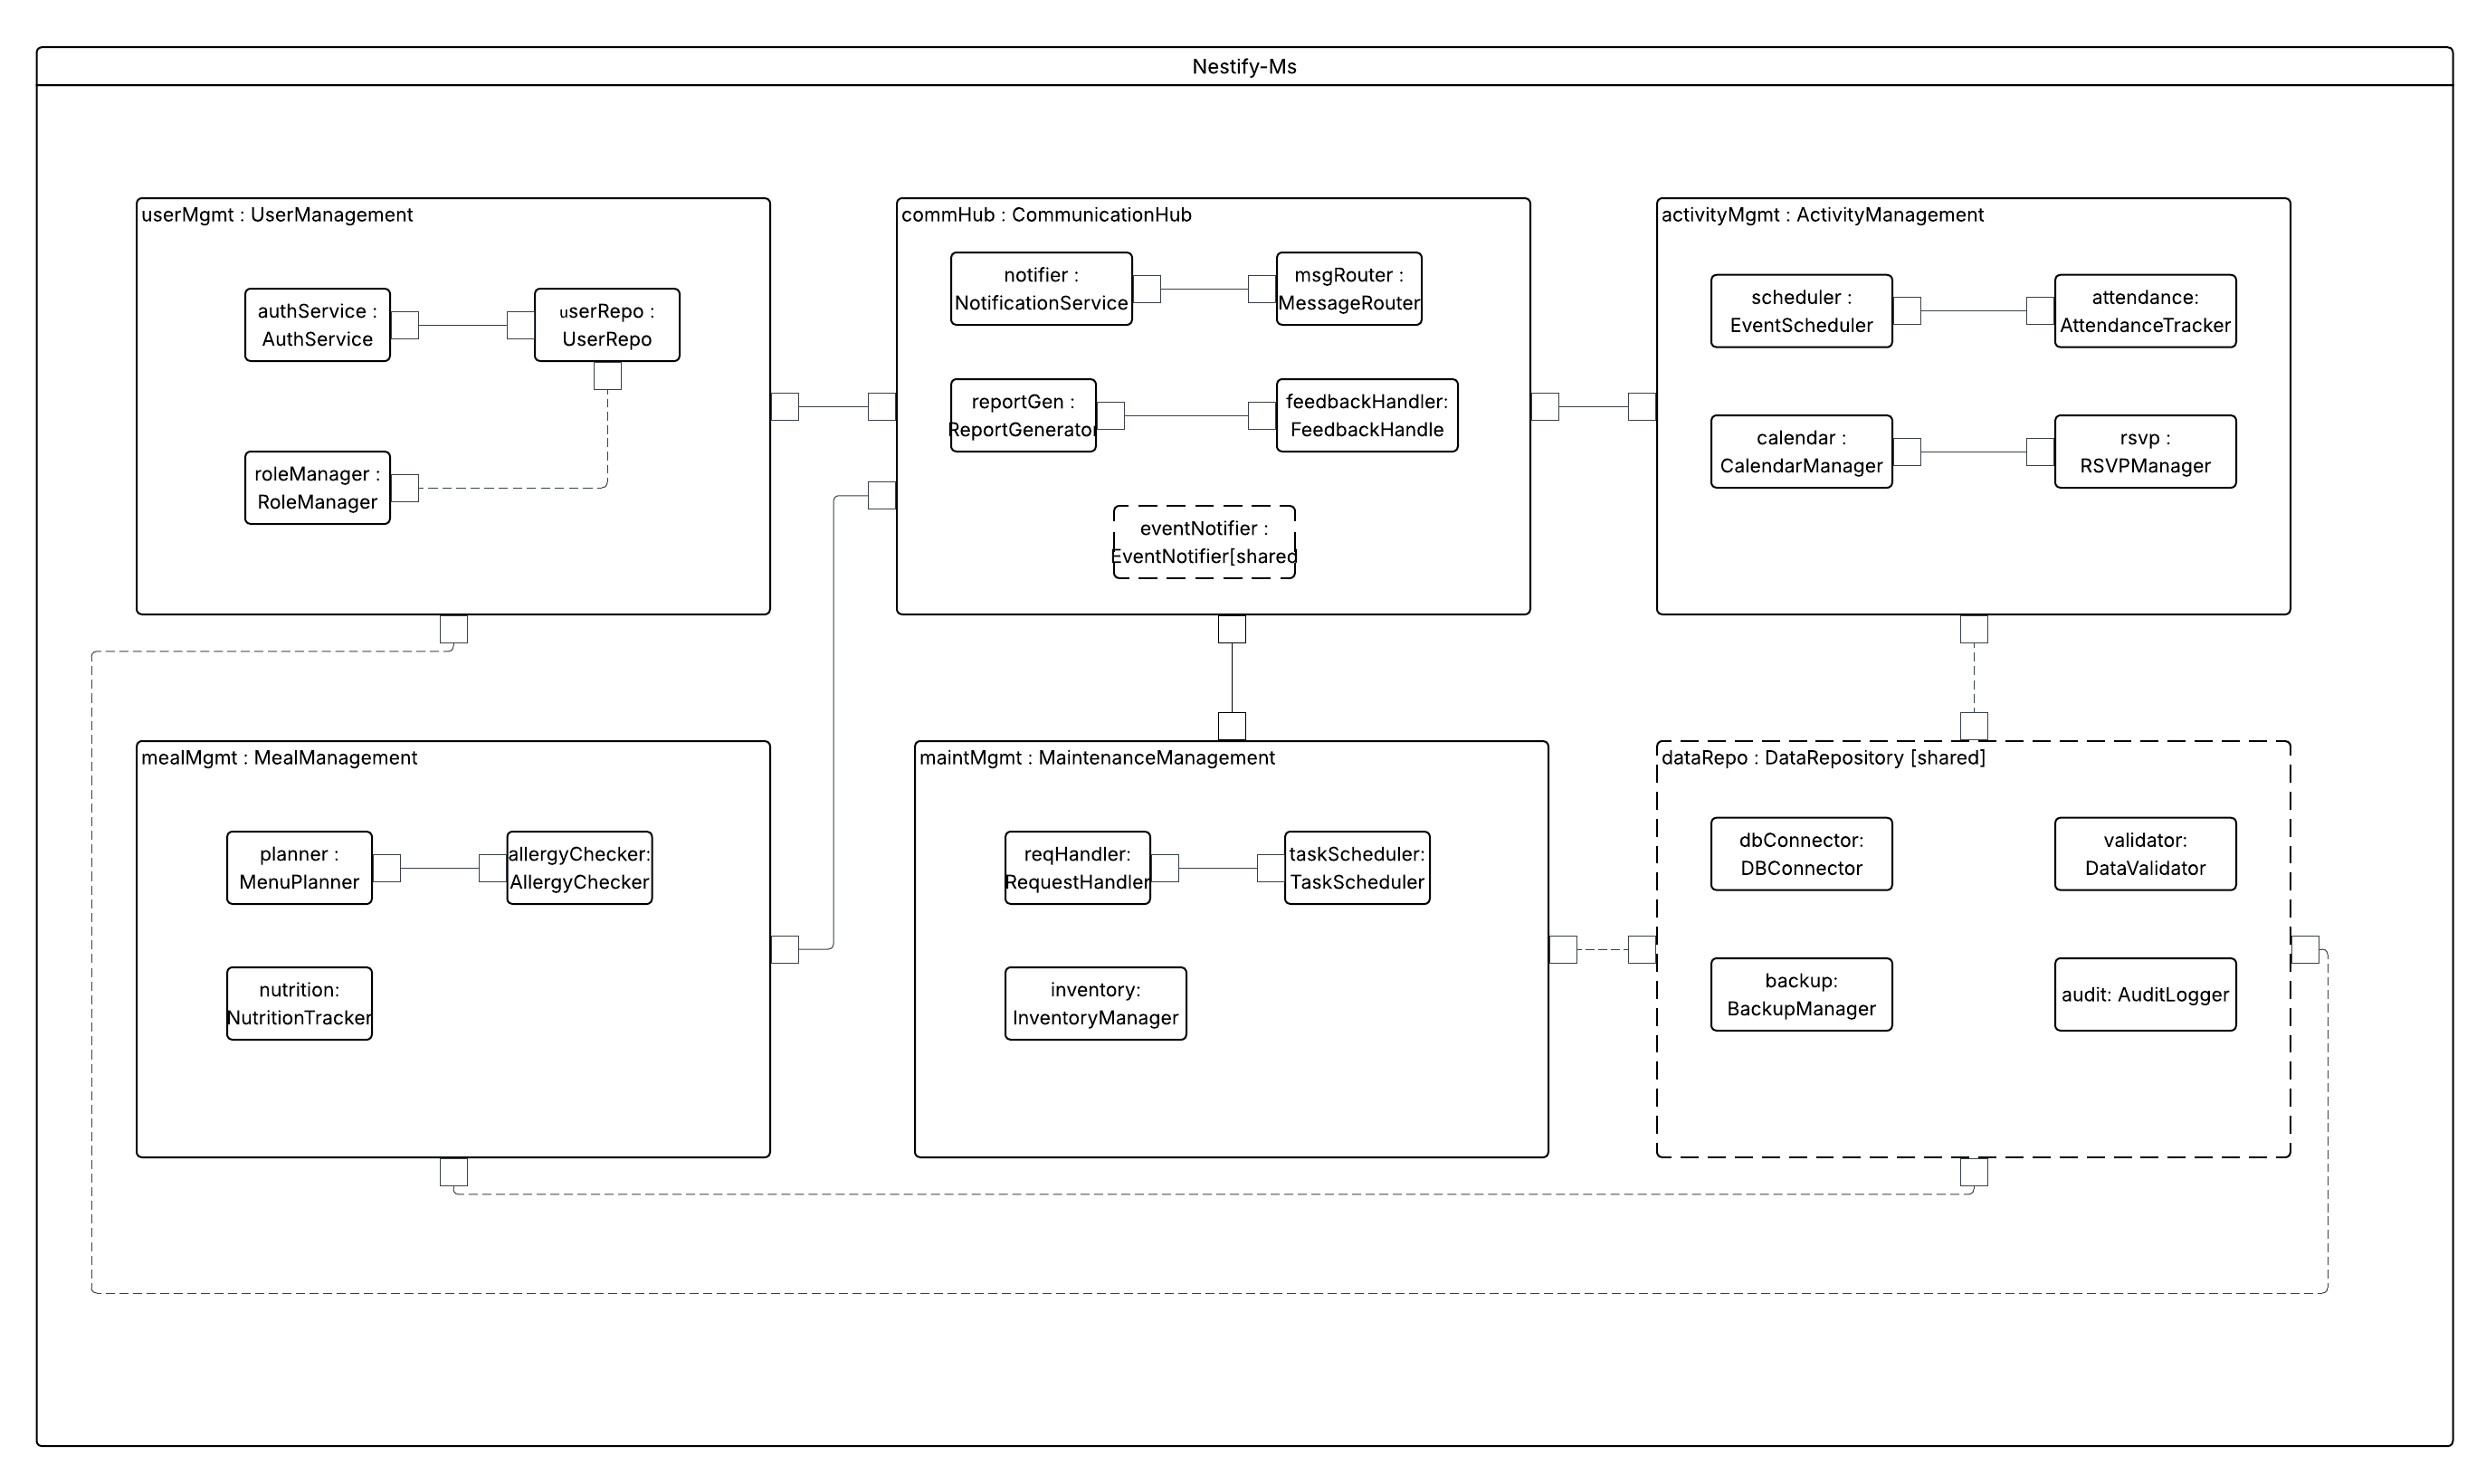 Nestify-Ms
userMgmt : UserManagement
authService :
AuthService
userRepo :
UserRepo
roleManager :
RoleManager
commHub : CommunicationHub
notifier :
NotificationService
msgRouter :
MessageRouter
reportGen :
ReportGenerator
feedbackHandler:
FeedbackHandle
eventNotifier :
EventNotifier[shared
activityMgmt : ActivityManagement
scheduler :
EventScheduler
attendance:
AttendanceTracker
calendar :
CalendarManager
rsvp :
RSVPManager
mealMgmt : MealManagement
planner :
MenuPlanner
allergyChecker:
AllergyChecker
nutrition:
NutritionTracker
maintMgmt : MaintenanceManagement
reqHandler:
RequestHandler
taskScheduler:
TaskScheduler
inventory:
InventoryManager
dataRepo : DataRepository [shared]
dbConnector:
DBConnector
validator:
DataValidator
backup:
BackupManager
audit: AuditLogger